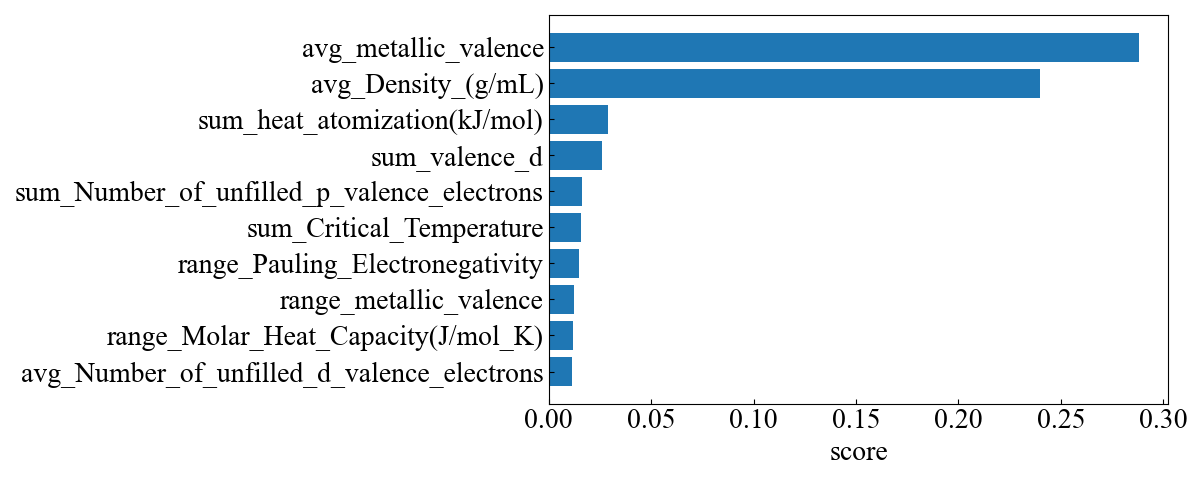 avg_metallic_valence
avg_Density_(g/mL)
sum_heat_atomization(kJ/mol)
sum_valence_d
sum_Number_of_unfilled_p_valence_electrons
sum_Critical_Temperature
range_Pauling_Electronegativity
range_metallic_valence
range_Molar_Heat_Capacity(J/mol_K)
avg_Number_of_unfilled_d_valence_electrons
0.00 0.05 0.10 0.15 0.20 0.25 0.30
score